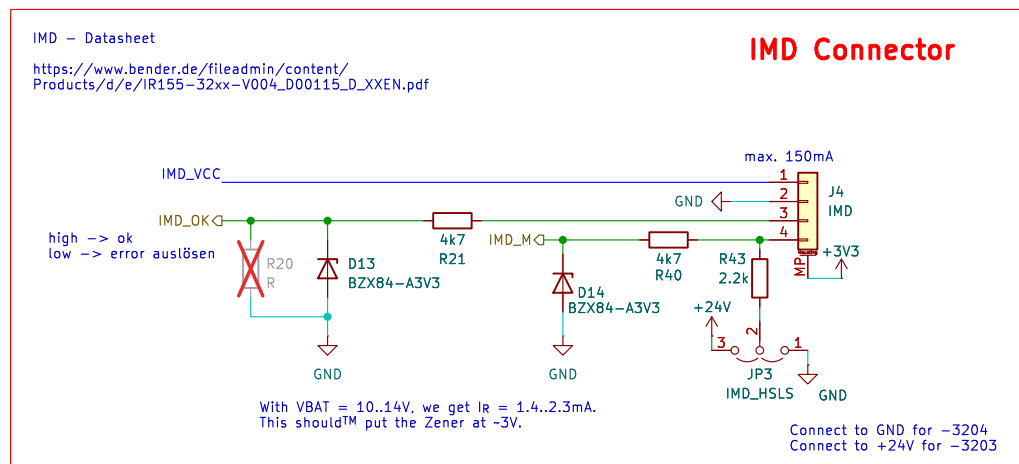 IMD - Datasheet
IMD Connector
https://www.bender.de/fileadmin/content/
Products/d/e/IR155-32xx-V004_D00115_D_XXEN.pdf
max. 150mA
IMD_VCC
1
J4
GND
2
IMD
IMD_OK
3
4k7
R21
IMD_M
4
4k7
R40
high -> ok
low -> error auslösen
R20
R
D13
BZX84-A3V3
D14
BZX84-A3V3
R43
2.2k
MP
+3V3
+24V
3
2
1
JP3
IMD_HSLS
GND
GND
GND
With VBAT = 10..14V, we get IR = 1.4..2.3mA.
This should™ put the Zener at ~3V.
Connect to GND for -3204
Connect to +24V for -3203